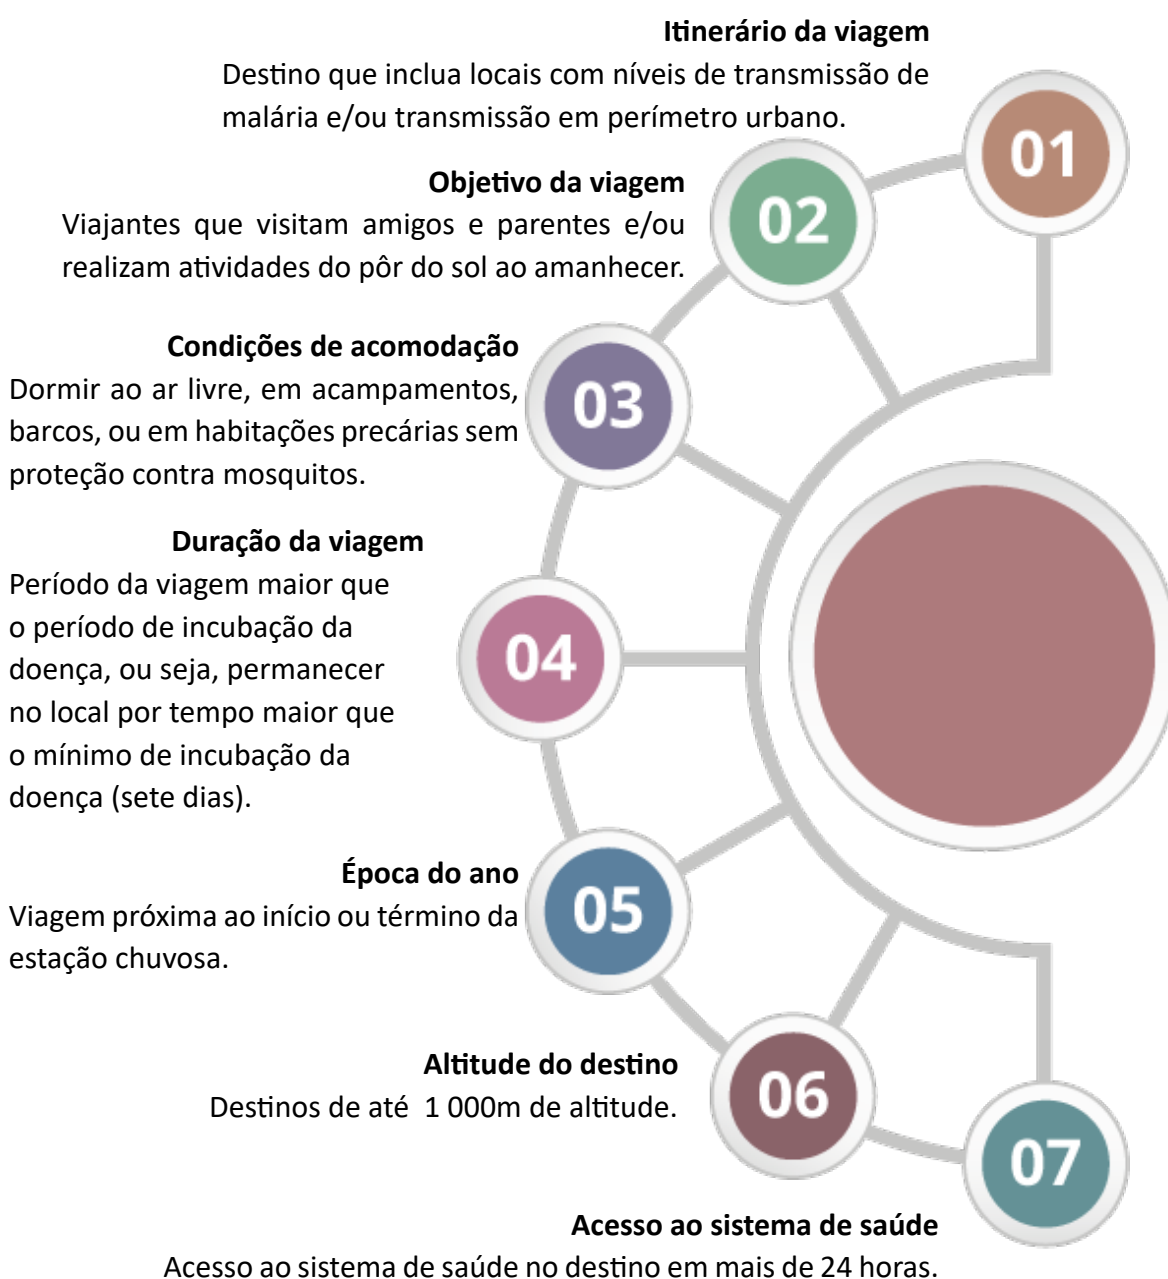 Itinerário da viagem
Destino que inclua locais com níveis de transmissão de
malária e/ou transmissão em perímetro urbano.
01
Objetivo da viagem
Viajantes que visitam amigos e parentes e/ou
realizam atividades do pôr do sol ao amanhecer.
02
Condições de acomodação
Dormir ao ar livre, em acampamentos,
barcos, ou em habitações precárias sem
proteção contra mosquitos.
03
Duração da viagem
Período da viagem maior que
o período de incubação da
doença, ou seja, permanecer
no local por tempo maior que
o mínimo de incubação da
doença (sete dias).
04
Época do ano
Viagem próxima ao início ou término da
estação chuvosa.
05
Altitude do destino
Destinos de até 1 000m de altitude.
06
07
Acesso ao sistema de saúde
Acesso ao sistema de saúde no destino em mais de 24 horas.